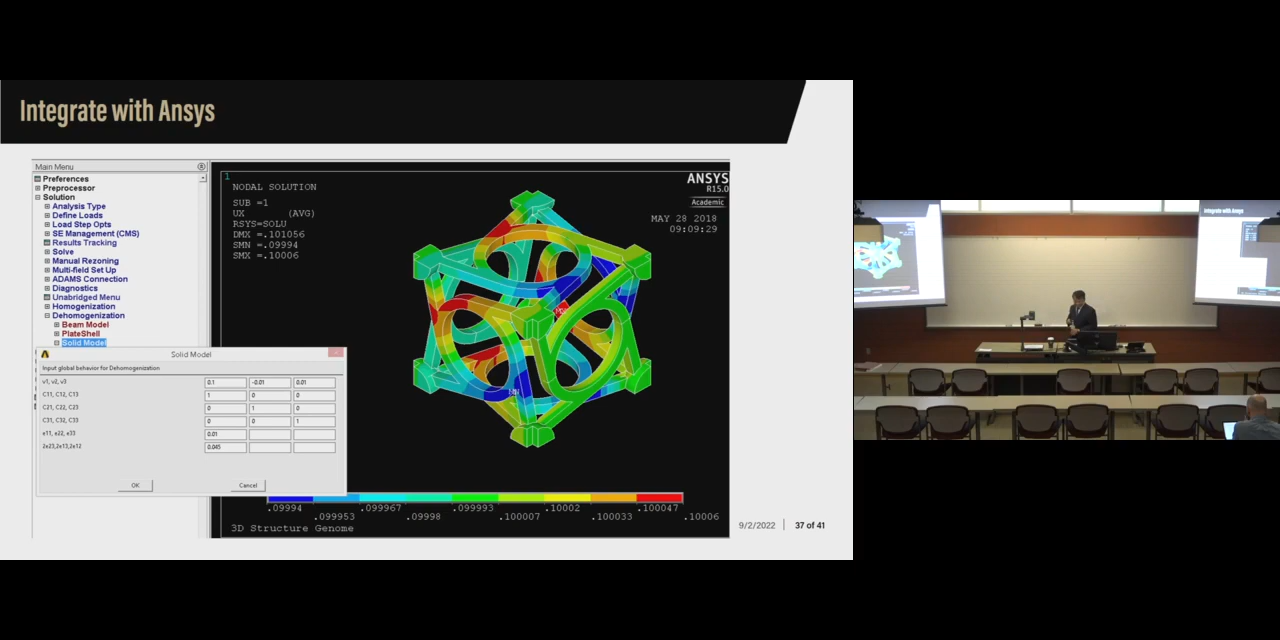 Integrate with Ansys
Main Menu
Preferences
Preprocessor
Solution
Analysis Type
Define Loads
Load Step Opts
SE Management (CMS)
Results Tracking
Solve
Manual Rezoning
Multi-field Set Up
ADAMS Connection
Diagnostics
Unabridged Menu
Homogenization
Dehomogenization
Beam Model
PlateShell
Solid Model
Solid Model
Input global behavior for Dehomogenization
v1, v2, v3 0.1 -0.01 0.01
C11, C12, C13 1 0 0
C21, C22, C23 0 1 0
C31, C32, C33 0 0 1
e11, e22, e33 0.01
2e23,2e13,2e12 0.045
OK Cancel
1
NODAL SOLUTION
SUB =1
UX (AVG)
RSYS=SOLU
DMX =.101056
SMN =.09994
SMX =.10006
ANSYS
R15.0
Academic
MAY 28 2018
09:09:29
MX
MN
.09994 .099967 .099993 .10002 .100047
.099953 .09998 .100007 .100033 .10006
3D Structure Genome
9/2/2022 37 of 41
Integrate with Ansys